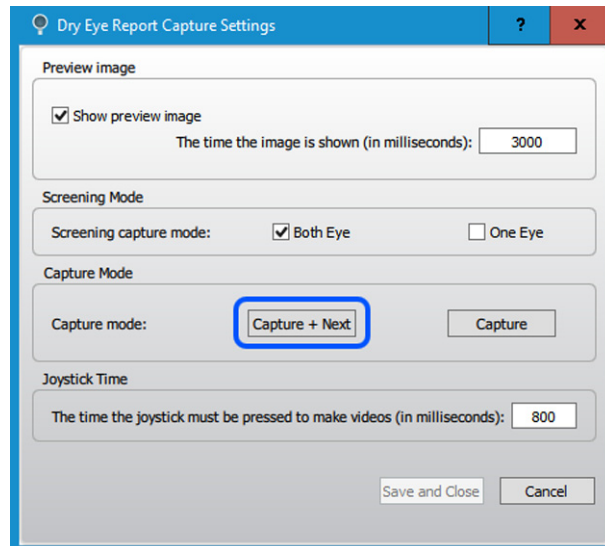 Dry Eye Report Capture Settings ? x
Preview image
Show preview image
The time the image is shown (in milliseconds): 3000
Screening Mode
Screening capture mode: Both Eye One Eye
Capture Mode
Capture mode: Capture + Next Capture
Joystick Time
The time the joystick must be pressed to make videos (in milliseconds): 800
Save and Close Cancel